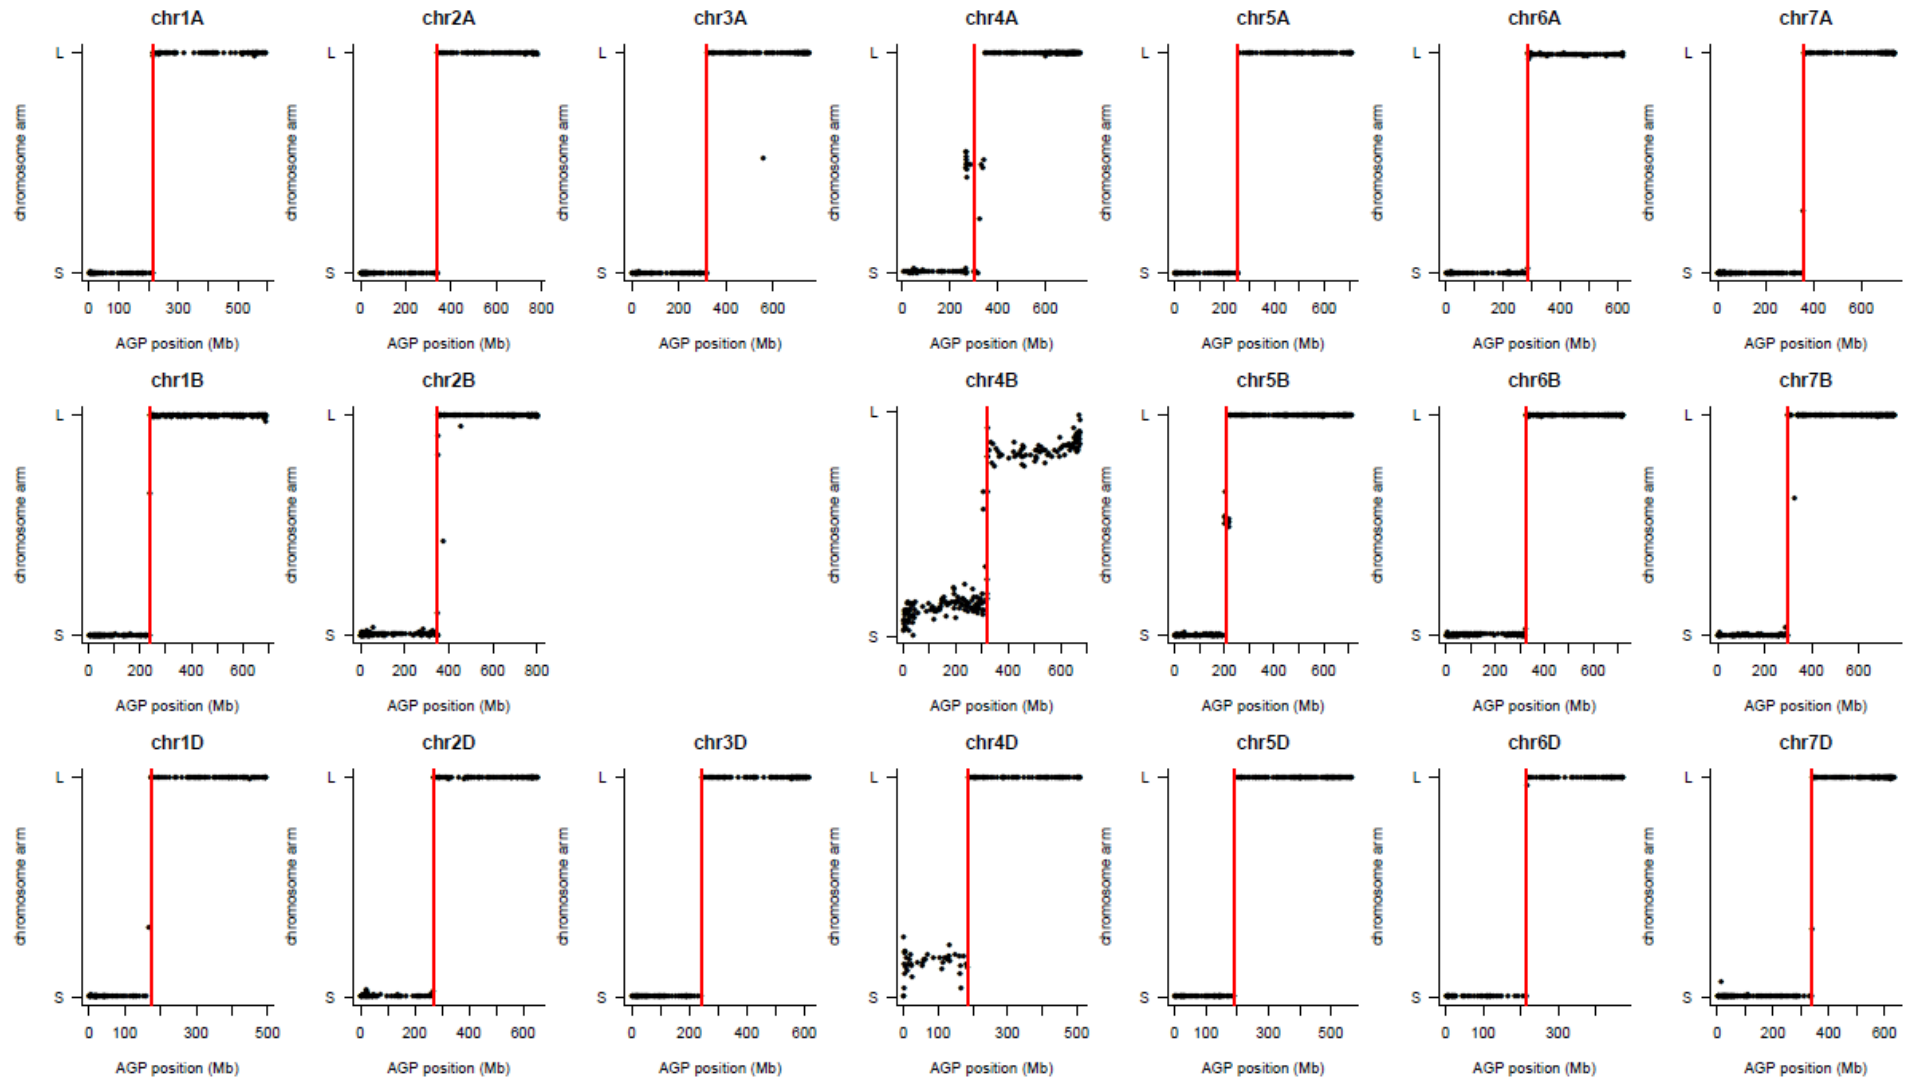 chr1A chr2A chr3A chr4A chr5A chr6A chr7A
L L L L L L L
chromosome arm chromosome arm chromosome arm chromosome arm chromosome arm chromosome arm chromosome arm
S S S S S S S
0 100 300 500 0 200 400 600 800 0 200 400 600 0 200 400 600 0 200 400 600 0 200 400 600 0 200 400 600
AGP position (Mb) AGP position (Mb) AGP position (Mb) AGP position (Mb) AGP position (Mb) AGP position (Mb) AGP position (Mb)
chr1B chr2B chr4B chr5B chr6B chr7B
L L L L L L
chromosome arm chromosome arm chromosome arm chromosome arm chromosome arm chromosome arm
S S S S S S
0 200 400 600 0 200 400 600 800 0 200 400 600 0 200 400 600 0 200 400 600 0 200 400 600
AGP position (Mb) AGP position (Mb) AGP position (Mb) AGP position (Mb) AGP position (Mb) AGP position (Mb)
chr1D chr2D chr3D chr4D chr5D chr6D chr7D
L L L L L L L
chromosome arm chromosome arm chromosome arm chromosome arm chromosome arm chromosome arm chromosome arm
S S S S S S S
0 100 300 500 0 200 400 600 0 200 400 600 0 100 300 500 0 100 300 500 0 100 300 0 200 400 600
AGP position (Mb) AGP position (Mb) AGP position (Mb) AGP position (Mb) AGP position (Mb) AGP position (Mb) AGP position (Mb)